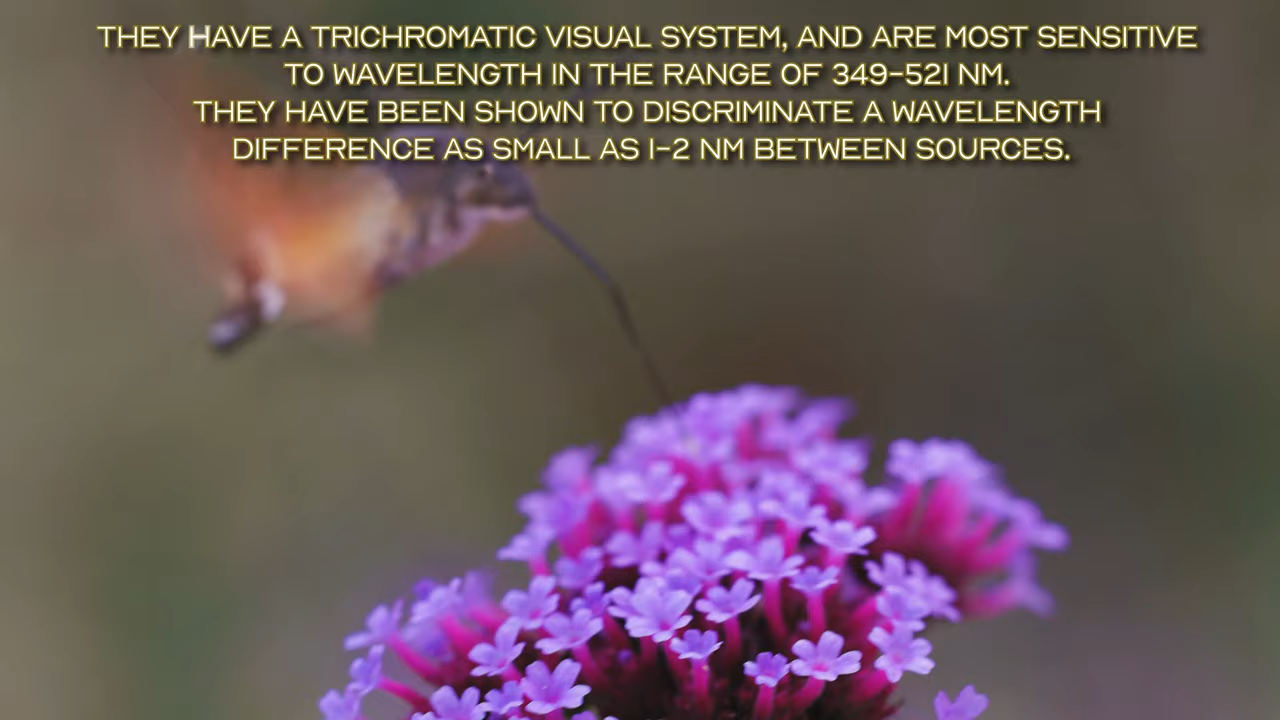 THEY HAVE A TRICHROMATIC VISUAL SYSTEM, AND ARE MOST SENSITIVE
TO WAVELENGTH IN THE RANGE OF 349-521 NM.
THEY HAVE BEEN SHOWN TO DISCRIMINATE A WAVELENGTH
DIFFERENCE AS SMALL AS 1-2 NM BETWEEN SOURCES.